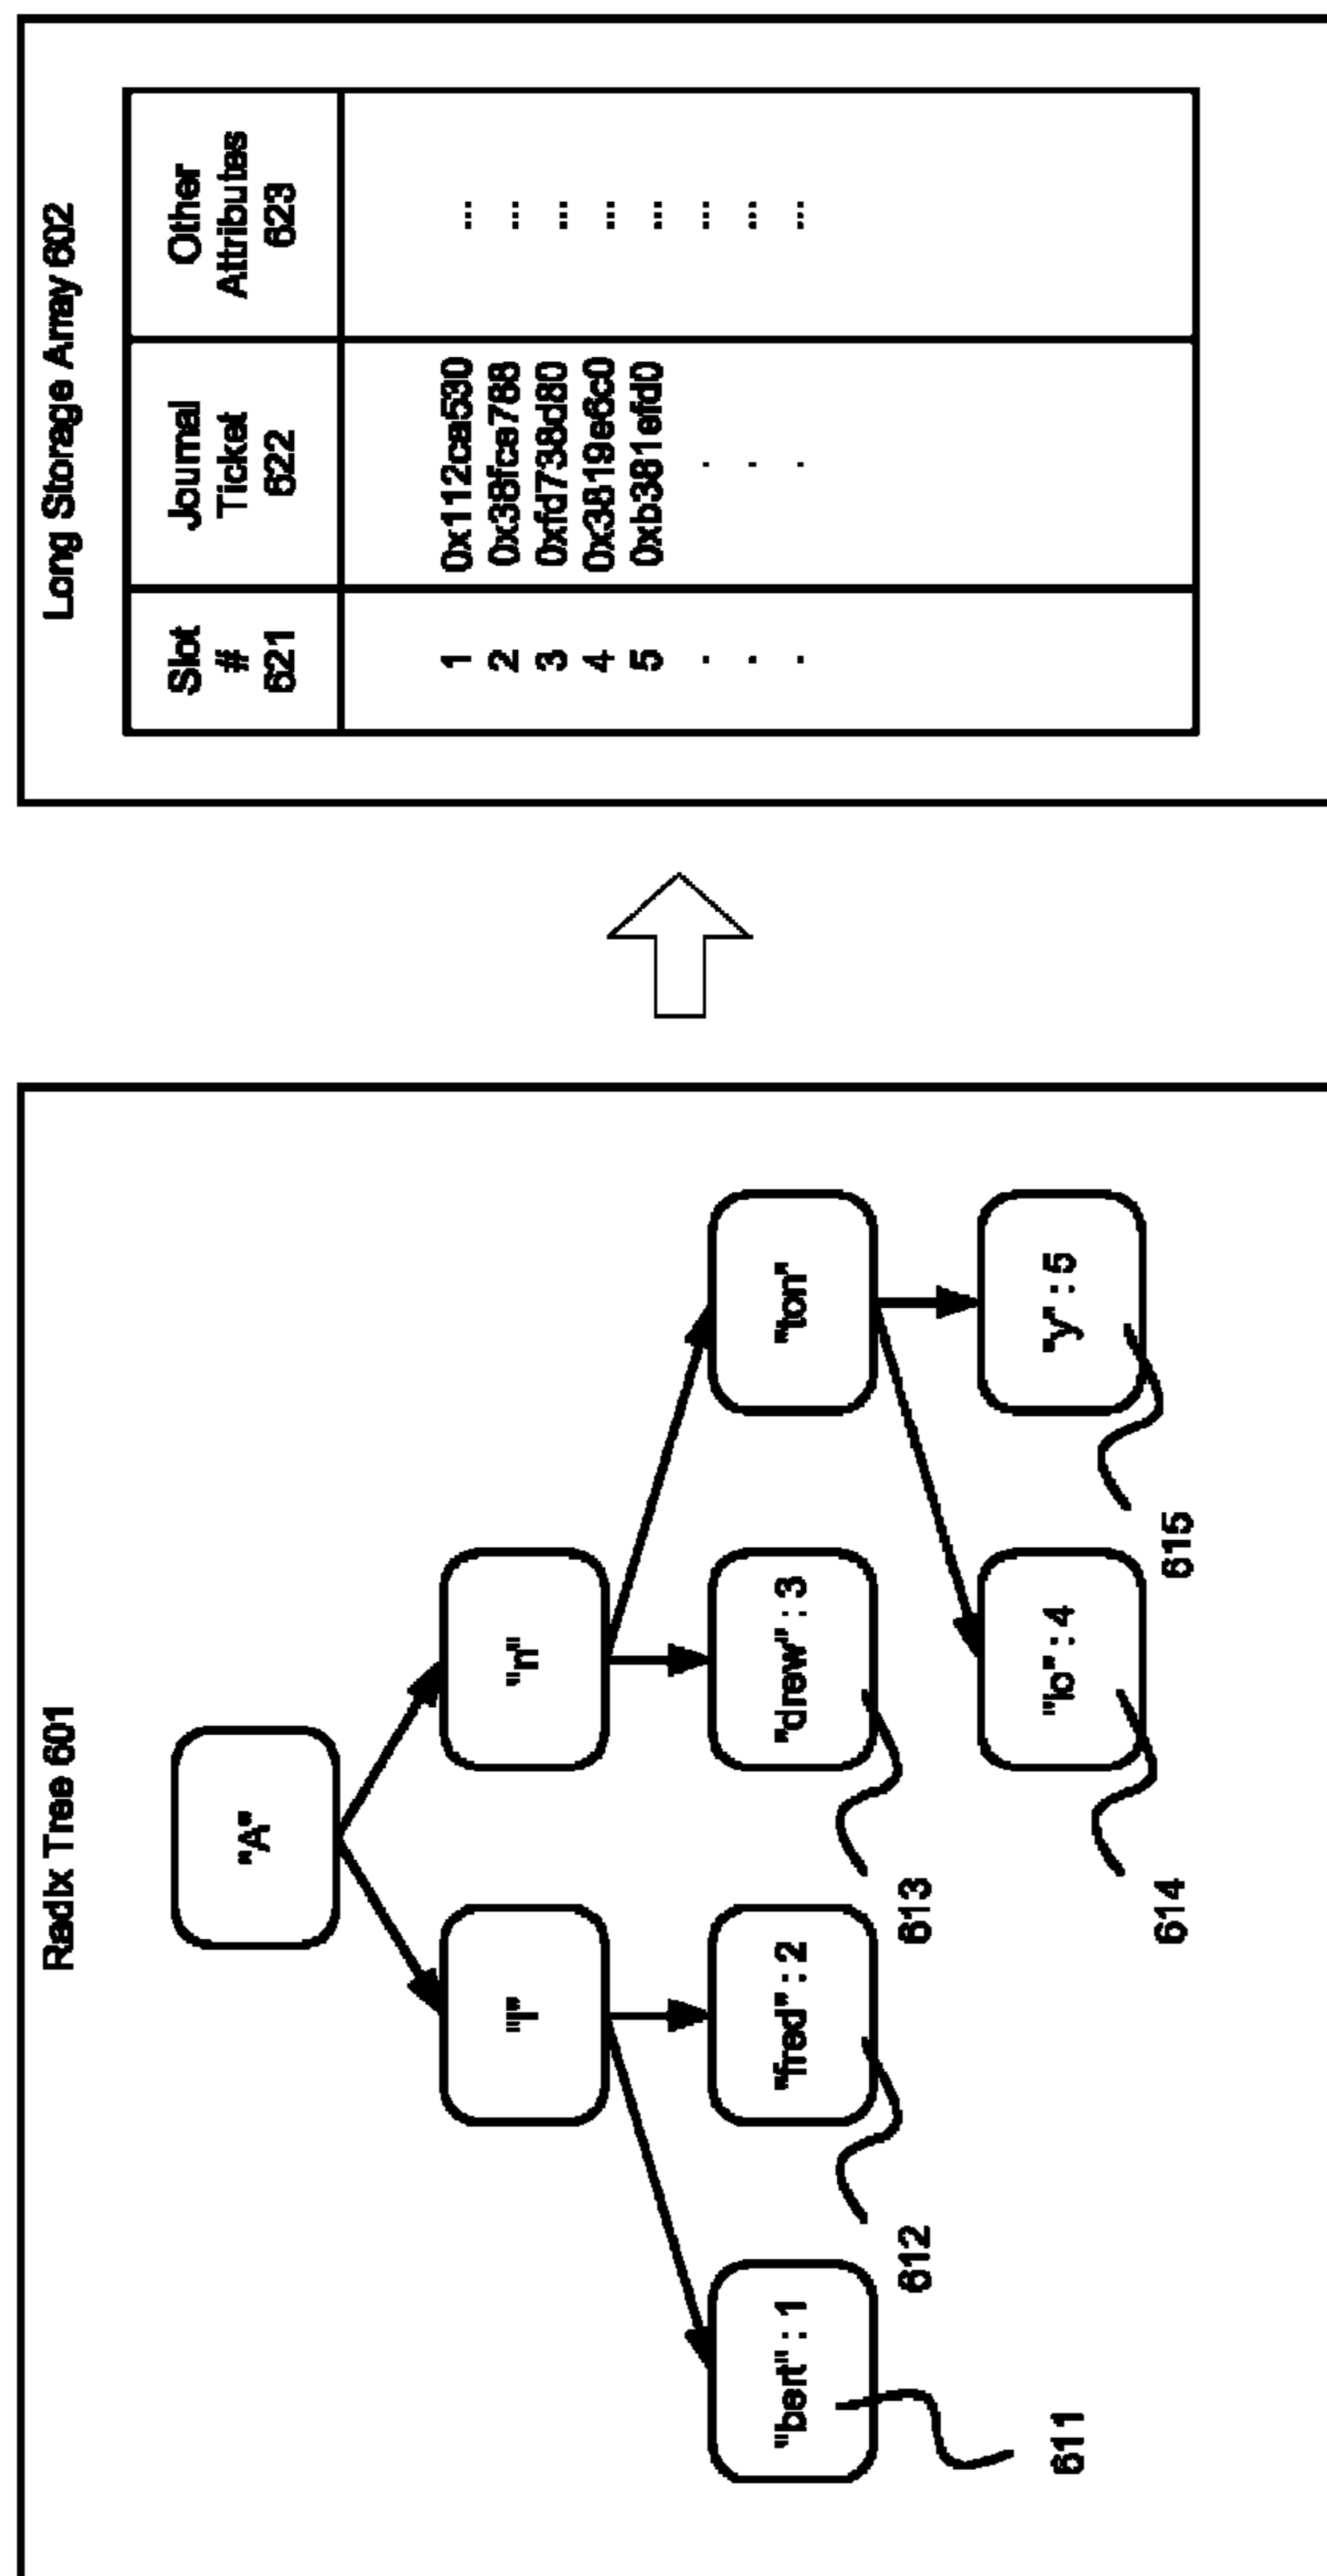 Radix Tree 601
"A"
"l"
"n"
"bert" : 1
"fred" : 2
"drew" : 3
"ton"
"io" : 4
"y" : 5
611
612
613
614
615
Long Storage Array 602
Slot
#
621
Journal
Ticket
622
Other
Attributes
623
1 0x112ca530 ...
2 0x38fce768 ...
3 0xfd738d80 ...
4 0x3819e6c0 ...
5 0xb381efd0 ...
. . ...
. . ...
. . ...